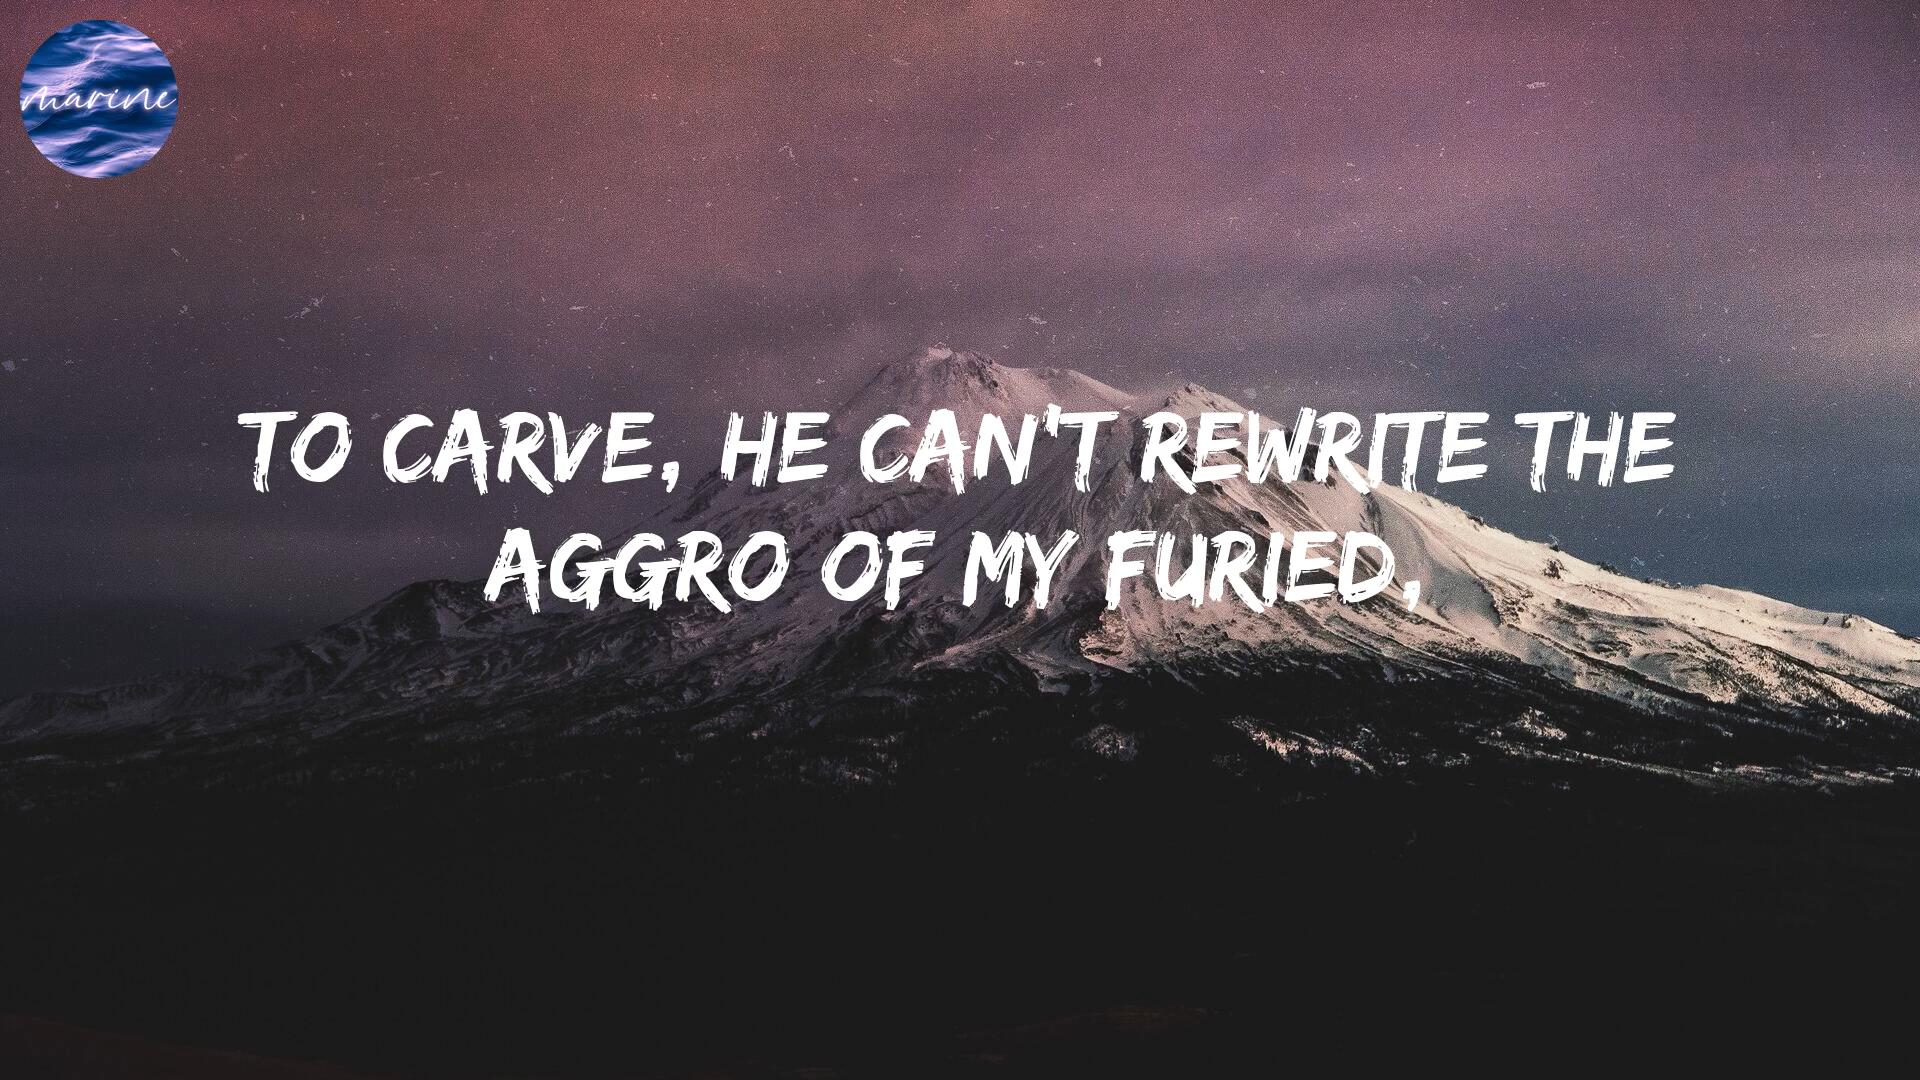 marine
TO CARVE, HE CAN'T REWRITE THE
AGGRO OF MY FURIED,